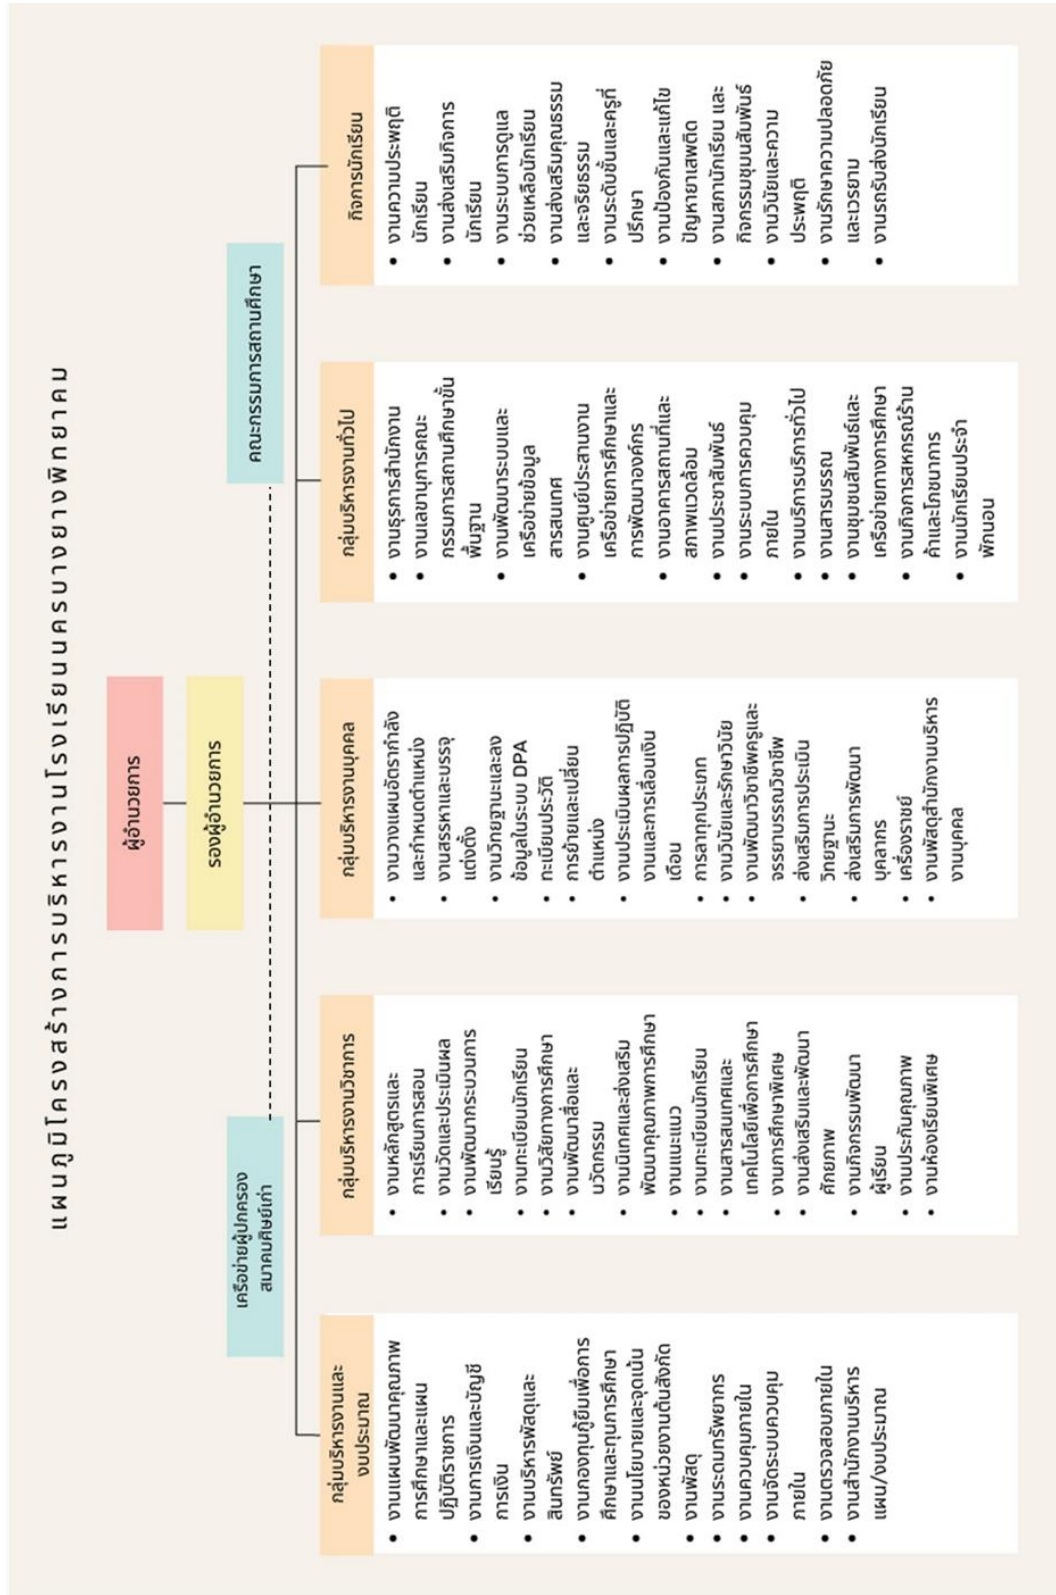 แผนภูมิโครงสร้างการบริหารงานโรงเรียนนครบางยางพิทยาคม
ผู้อำนวยการ
รองผู้อำนวยการ
เครือข่ายผู้ปกครอง
สมาคมศิษย์เก่า
คณะกรรมการสถานศึกษา
กลุ่มบริหารงานและ
งบประมาณ
• งานแผนพัฒนาคุณภาพ
การศึกษาและแผน
ปฏิบัติราชการ
• งานการเงินและบัญชี
การเงิน
• งานบริหารพัสดุและ
สินทรัพย์
• งานกองทุนกู้ยืมเพื่อการ
ศึกษาและทุนการศึกษา
• งานนโยบายและจุดเน้น
ของหน่วยงานต้นสังกัด
• งานพัสดุ
• งานระดมทรัพยากร
• งานควบคุมภายใน
• งานจัดระบบควบคุม
ภายใน
• งานตรวจสอบภายใน
• งานสำนักงานบริหาร
แผน/งบประมาณ
กลุ่มบริหารงานวิชาการ
• งานหลักสูตรและ
การเรียนการสอน
• งานวัดและประเมินผล
• งานพัฒนากระบวนการ
เรียนรู้
• งานทะเบียนนักเรียน
• งานวิสัยทางการศึกษา
• งานพัฒนาสื่อและ
นวัตกรรม
• งานนิเทศและส่งเสริม
พัฒนาคุณภาพการศึกษา
• งานแนะแนว
• งานทะเบียนนักเรียน
• งานสารสนเทศและ
เทคโนโลยีเพื่อการศึกษา
• งานการศึกษาพิเศษ
• งานส่งเสริมและพัฒนา
ศักยภาพ
• งานกิจกรรมพัฒนา
ผู้เรียน
• งานประกันคุณภาพ
• งานห้องเรียนพิเศษ
กลุ่มบริหารงานบุคคล
• งานวางแผนอัตรากำลัง
และกำหนดตำแหน่ง
• งานสรรหาและบรรจุ
แต่งตั้ง
• งานวิทยฐานะและลง
ข้อมูลในระบบ DPA
• ทะเบียนประวัติ
• การย้ายและเปลี่ยน
ตำแหน่ง
• งานประเมินผลการปฏิบัติ
งานและการเลื่อนเงิน
เดือน
• การลาทุกประเภท
• งานวินัยและรักษาวินัย
• งานพัฒนาวิชาชีพครูและ
จรรยาบรรณวิชาชีพ
• ส่งเสริมการประเมิน
วิทยฐานะ
• ส่งเสริมการพัฒนา
บุคลากร
• เครื่องราชย์
• งานพัสดุสำนักงานบริหาร
งานบุคคล
กลุ่มบริหารงานทั่วไป
• งานธุรการสำนักงาน
• งานเลขานุการคณะ
กรรมการสถานศึกษาขั้น
พื้นฐาน
• งานพัฒนาระบบและ
เครือข่ายข้อมูล
สารสนเทศ
• งานศูนย์ประสานงาน
เครือข่ายการศึกษาและ
การพัฒนาองค์กร
• งานอาคารสถานที่และ
สภาพแวดล้อม
• งานประชาสัมพันธ์
• งานระบบการควบคุม
ภายใน
• งานบริการบริการทั่วไป
• งานสารบรรณ
• งานชุมชนสัมพันธ์และ
เครือข่ายทางการศึกษา
• งานกิจการสหกรณ์ร้าน
ค้าและโภชนาการ
• งานนักเรียนประจำ
พักนอน
กิจการนักเรียน
• งานความประพฤติ
นักเรียน
• งานส่งเสริมกิจการ
นักเรียน
• งานระบบการดูแล
ช่วยเหลือนักเรียน
• งานส่งเสริมคุณธรรม
และจริยธรรม
• งานระดับชั้นและครูที่
ปรึกษา
• งานป้องกันและแก้ไข
ปัญหายาเสพติด
• งานสภานักเรียน และ
กิจกรรมชุมนสัมพันธ์
• งานวินัยและความ
ประพฤติ
• งานรักษาความปลอดภัย
และเวรยาม
• งานรถรับส่งนักเรียน